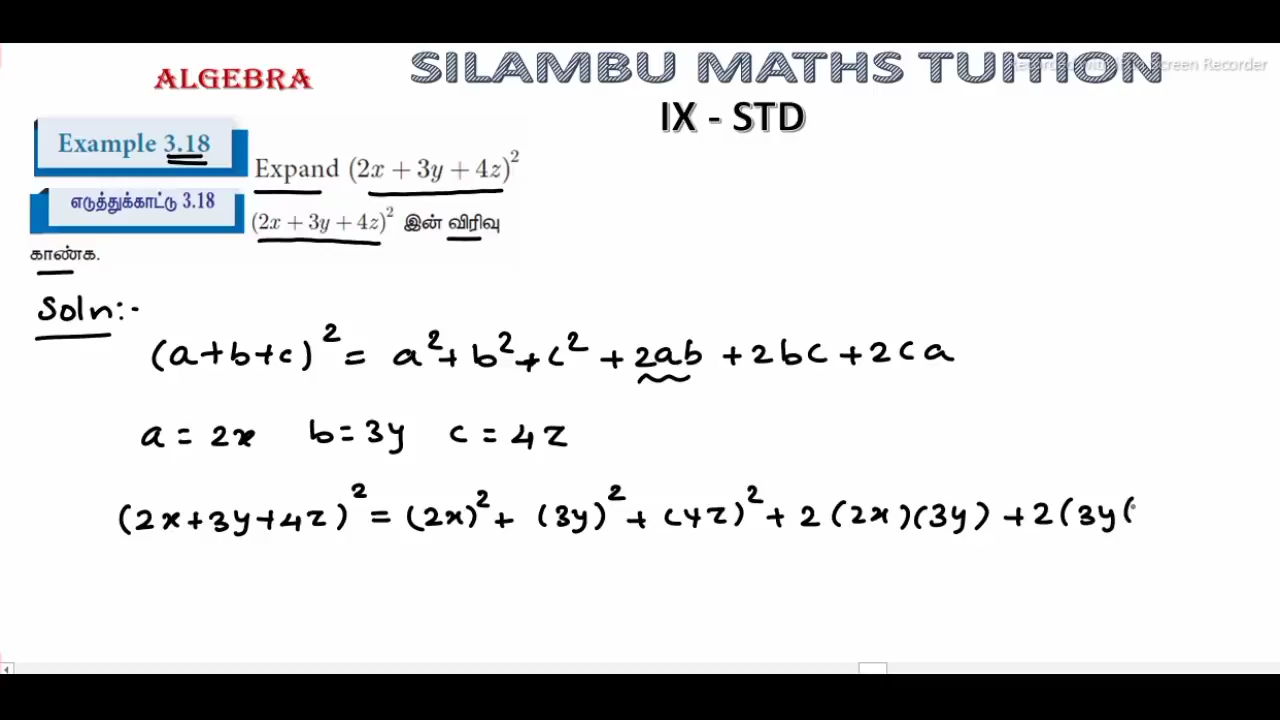 SILAMBU MATHS TUITION
ALGEBRA
Screen Recorder
IX - STD
Example 3.18
Expand (2x + 3y + 4z)²
எடுத்துக்காட்டு 3.18
(2x + 3y + 4z)² இன் விரிவு
காண்க.
Soln:-
(a+b+c)² = a² + b² + c² + 2ab + 2bc + 2ca
a = 2x b = 3y c = 4z
(2x+3y+4z)² = (2x)² + (3y)² + (4z)² + 2(2x)(3y) + 2(3y(